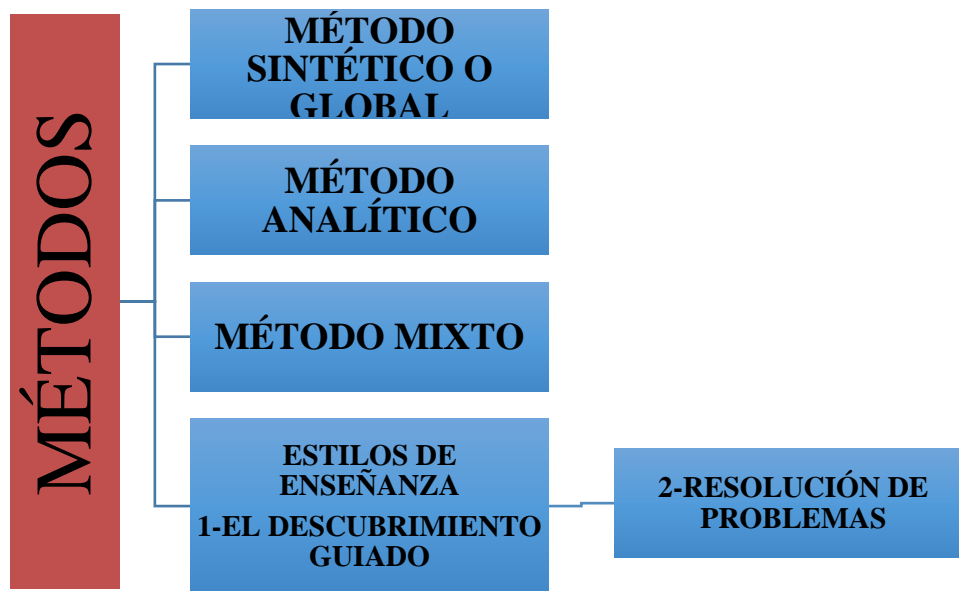 MÉTODOS
MÉTODO
SINTÉTICO O
GLOBAL
MÉTODO
ANALÍTICO
MÉTODO MIXTO
ESTILOS DE
ENSEÑANZA
1-EL DESCUBRIMIENTO
GUIADO
2-RESOLUCIÓN DE
PROBLEMAS